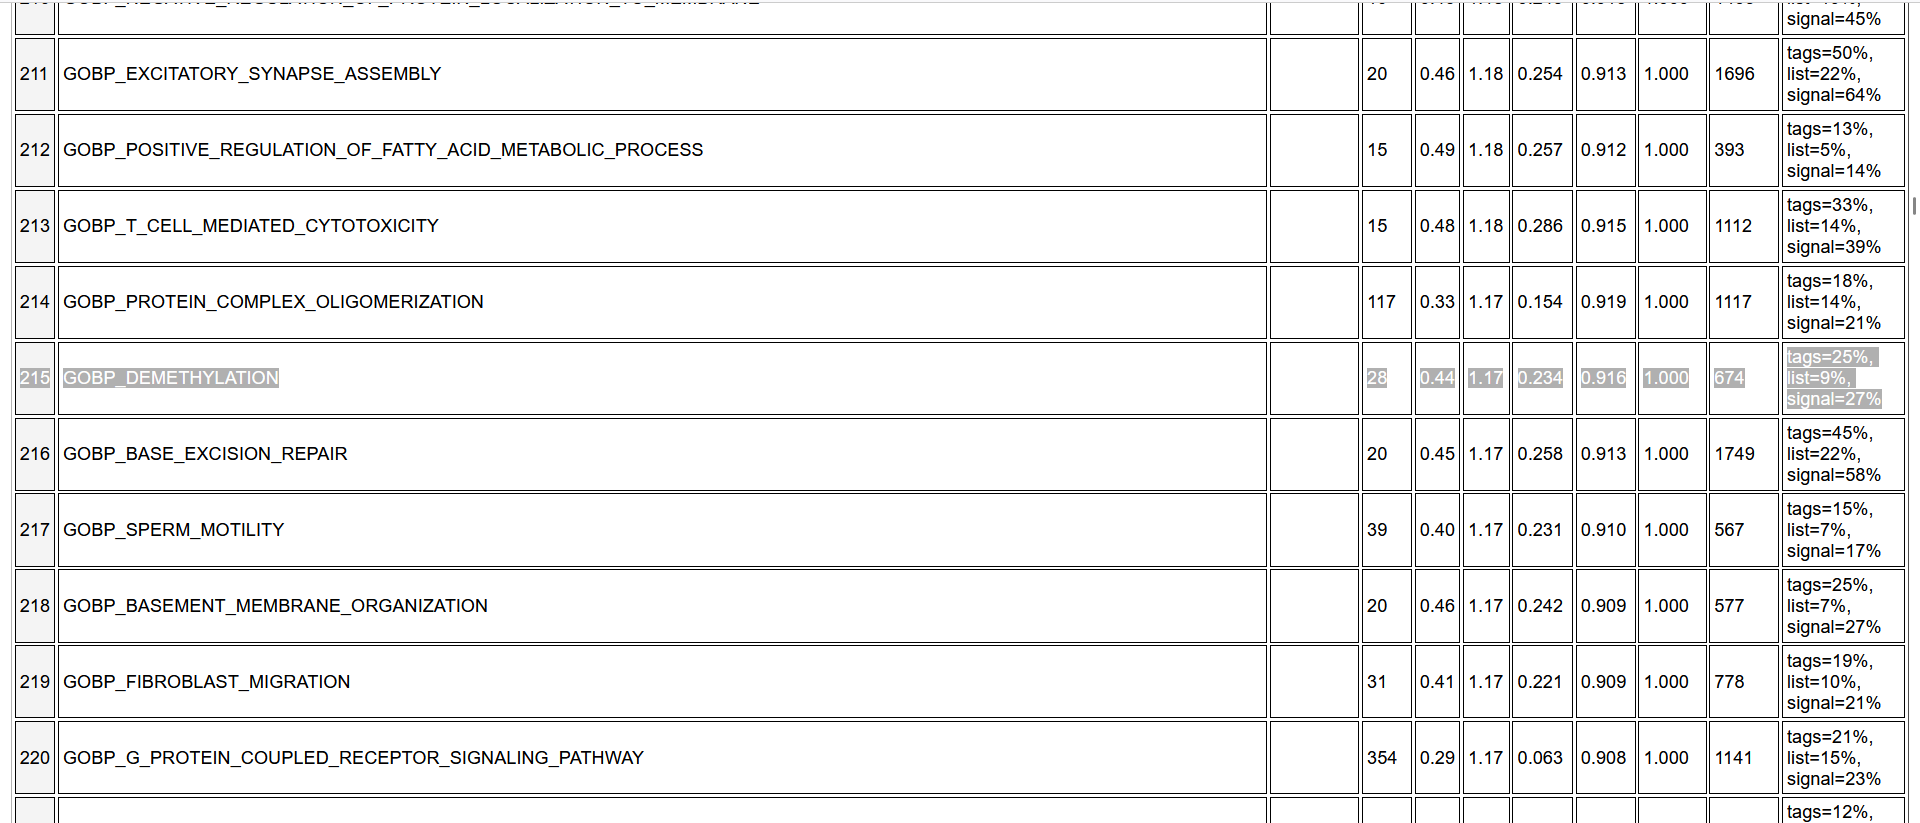 signal=45%
211 GOBP_EXCITATORY_SYNAPSE_ASSEMBLY 20 0.46 1.18 0.254 0.913 1.000 1696 tags=50%,
list=22%,
signal=64%
212 GOBP_POSITIVE_REGULATION_OF_FATTY_ACID_METABOLIC_PROCESS 15 0.49 1.18 0.257 0.912 1.000 393 tags=13%,
list=5%,
signal=14%
213 GOBP_T_CELL_MEDIATED_CYTOTOXICITY 15 0.48 1.18 0.286 0.915 1.000 1112 tags=33%,
list=14%,
signal=39%
214 GOBP_PROTEIN_COMPLEX_OLIGOMERIZATION 117 0.33 1.17 0.154 0.919 1.000 1117 tags=18%,
list=14%,
signal=21%
215 GOBP_DEMETHYLATION 28 0.44 1.17 0.234 0.916 1.000 674 tags=25%,
list=9%,
signal=27%
216 GOBP_BASE_EXCISION_REPAIR 20 0.45 1.17 0.258 0.913 1.000 1749 tags=45%,
list=22%,
signal=58%
217 GOBP_SPERM_MOTILITY 39 0.40 1.17 0.231 0.910 1.000 567 tags=15%,
list=7%,
signal=17%
218 GOBP_BASEMENT_MEMBRANE_ORGANIZATION 20 0.46 1.17 0.242 0.909 1.000 577 tags=25%,
list=7%,
signal=27%
219 GOBP_FIBROBLAST_MIGRATION 31 0.41 1.17 0.221 0.909 1.000 778 tags=19%,
list=10%,
signal=21%
220 GOBP_G_PROTEIN_COUPLED_RECEPTOR_SIGNALING_PATHWAY 354 0.29 1.17 0.063 0.908 1.000 1141 tags=21%,
list=15%,
signal=23%
tags=12%,